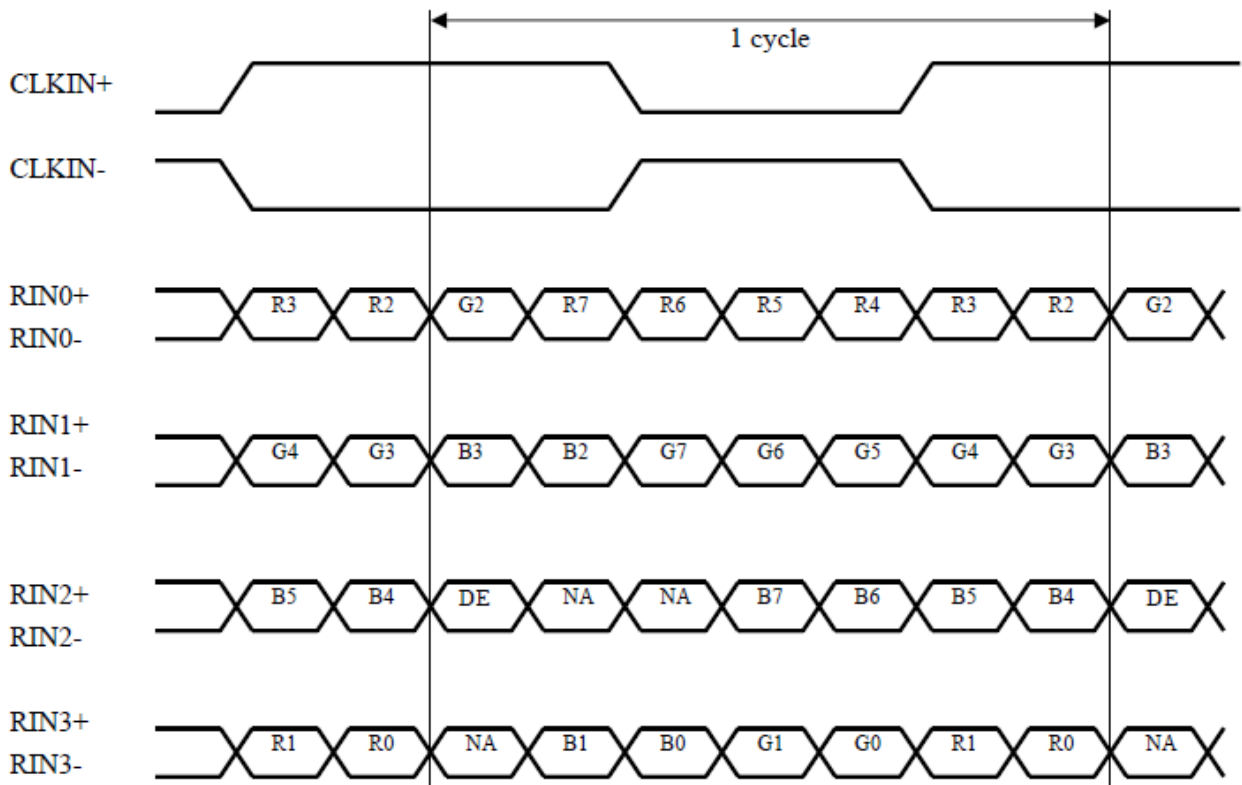 1 cycle
CLKIN+
CLKIN-
RIN0+
R3 R2 G2 R7 R6 R5 R4 R3 R2 G2
RIN0-
RIN1+
G4 G3 B3 B2 G7 G6 G5 G4 G3 B3
RIN1-
RIN2+
B5 B4 DE NA NA B7 B6 B5 B4 DE
RIN2-
RIN3+
R1 R0 NA B1 B0 G1 G0 R1 R0 NA
RIN3-